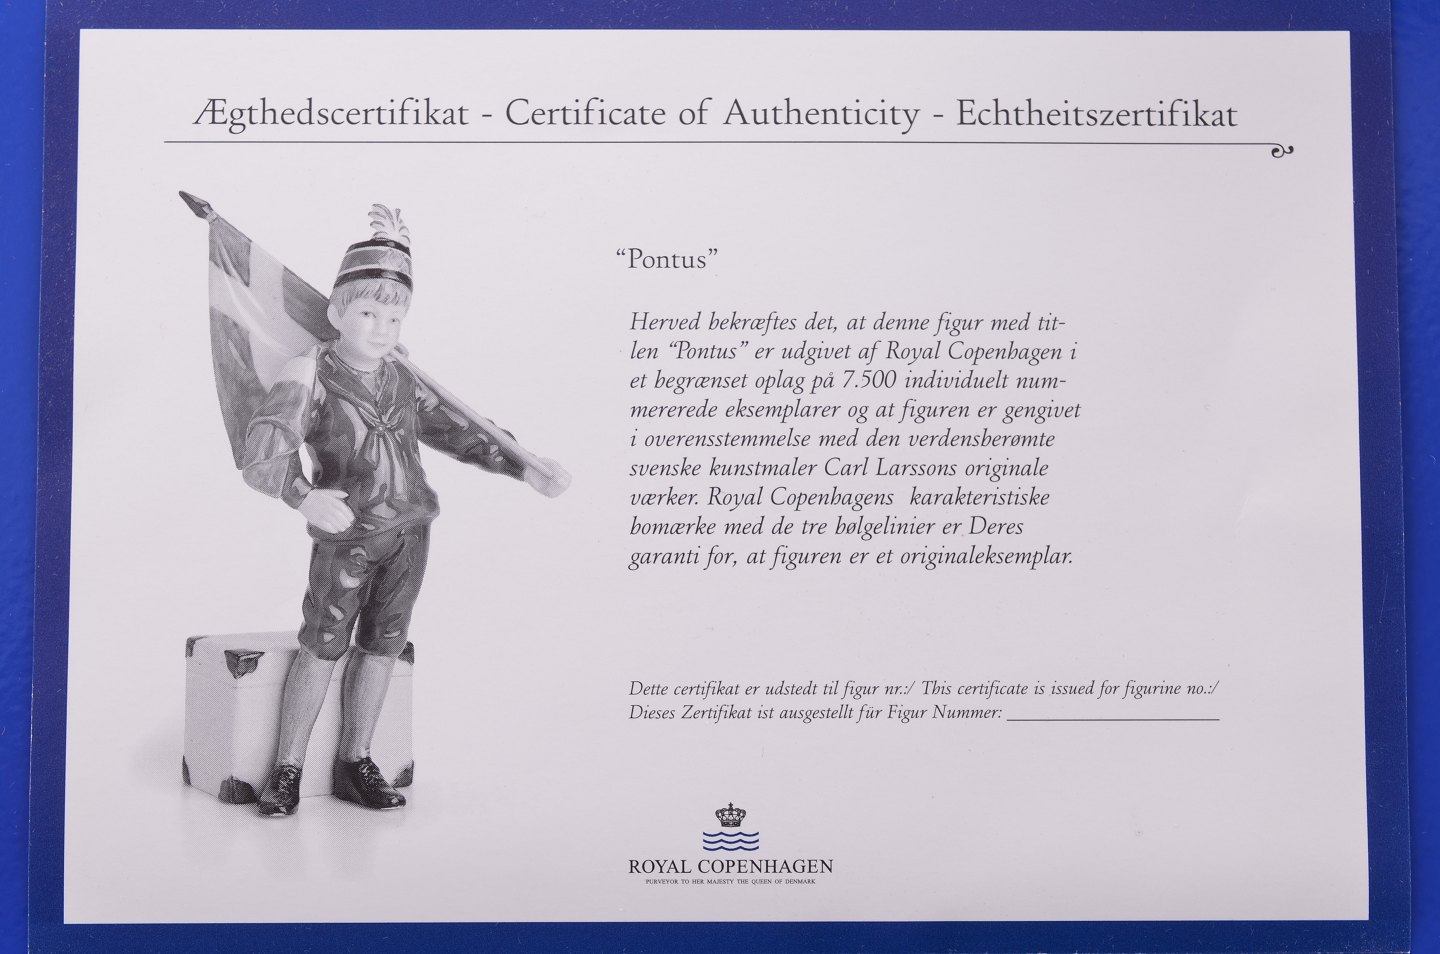 Ægthedscertifikat - Certificate of Authenticity - Echtheitszertifikat
“Pontus”
Herved bekræftes det, at denne figur med tit-
len “Pontus” er udgivet af Royal Copenhagen i
et begrænset oplag på 7.500 individuelt num-
mererede eksemplarer og at figuren er gengivet
i overensstemmelse med den verdensberømte
svenske kunstmaler Carl Larssons originale
værker. Royal Copenhagens karakteristiske
bomærke med de tre bølgelinier er Deres
garanti for, at figuren er et originaleksemplar.
Dette certifikat er udstedt til figur nr.:/ This certificate is issued for figurine no.:/
Dieses Zertifikat ist ausgestellt für Figur Nummer:
ROYAL COPENHAGEN
PURVEYOR TO HER MAJESTY THE QUEEN OF DENMARK